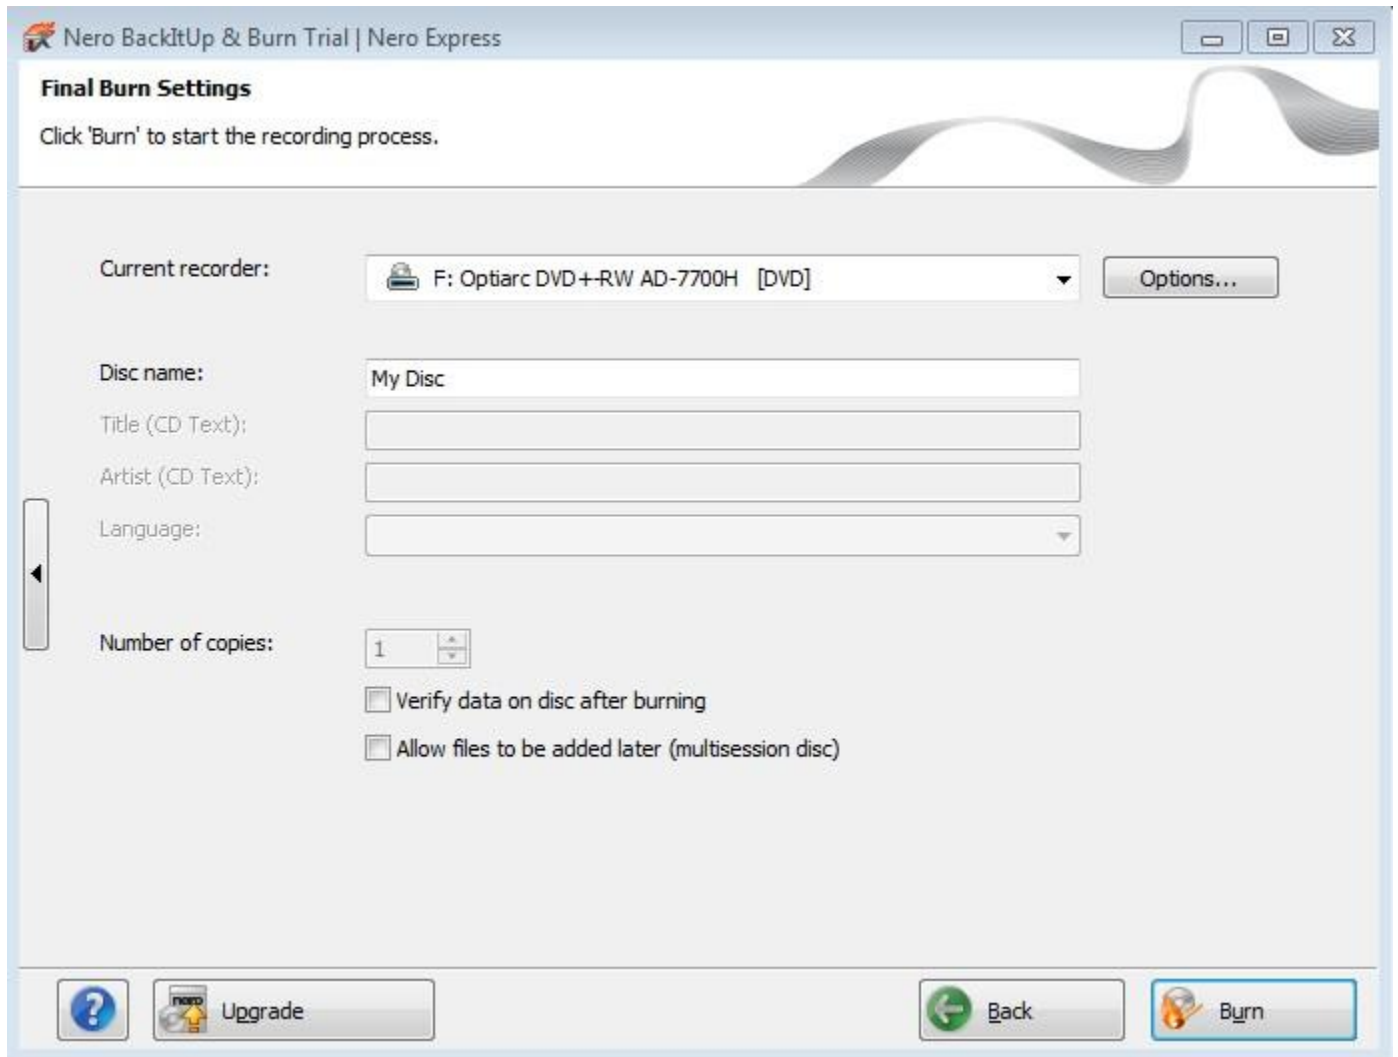 Nero BackItUp & Burn Trial | Nero Express
Final Burn Settings
Click 'Burn' to start the recording process.
Current recorder:
F: Optiarc DVD+-RW AD-7700H [DVD]
Options...
Disc name:
My Disc
Title (CD Text):
Artist (CD Text):
Language:
Number of copies:
1
Verify data on disc after burning
Allow files to be added later (multisession disc)
nero
Upgrade
Back
Burn